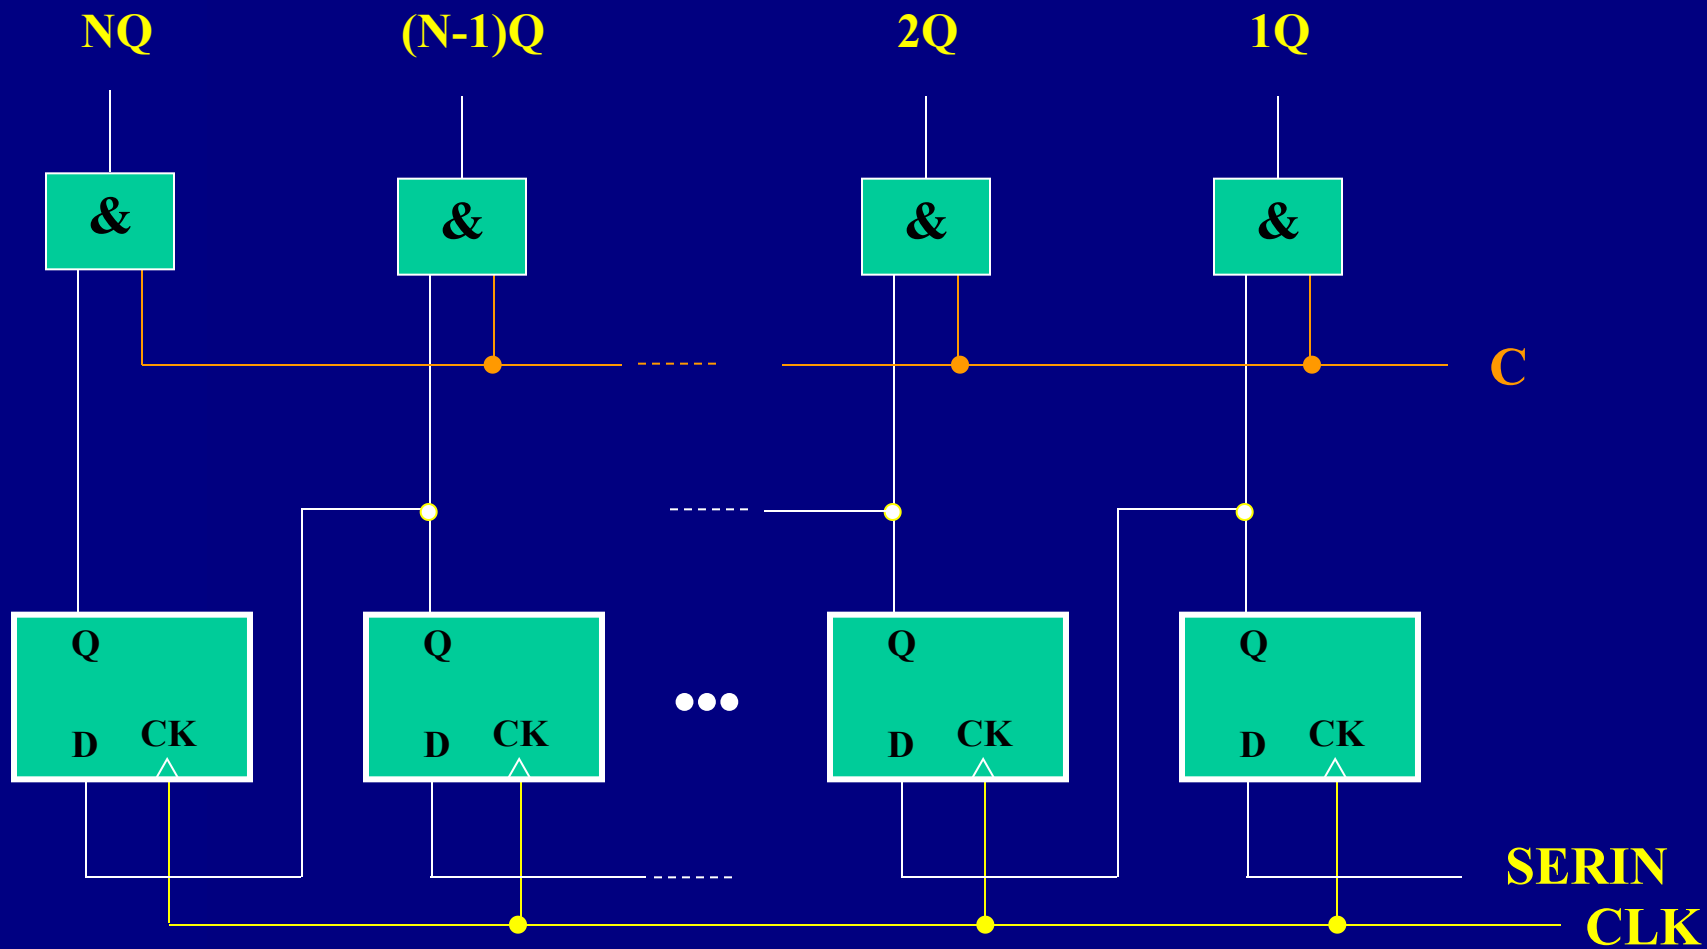 NQ (N-1)Q 2Q 1Q
& & & &
C
Q Q Q Q
D CK D CK D CK D CK
SERIN
CLK